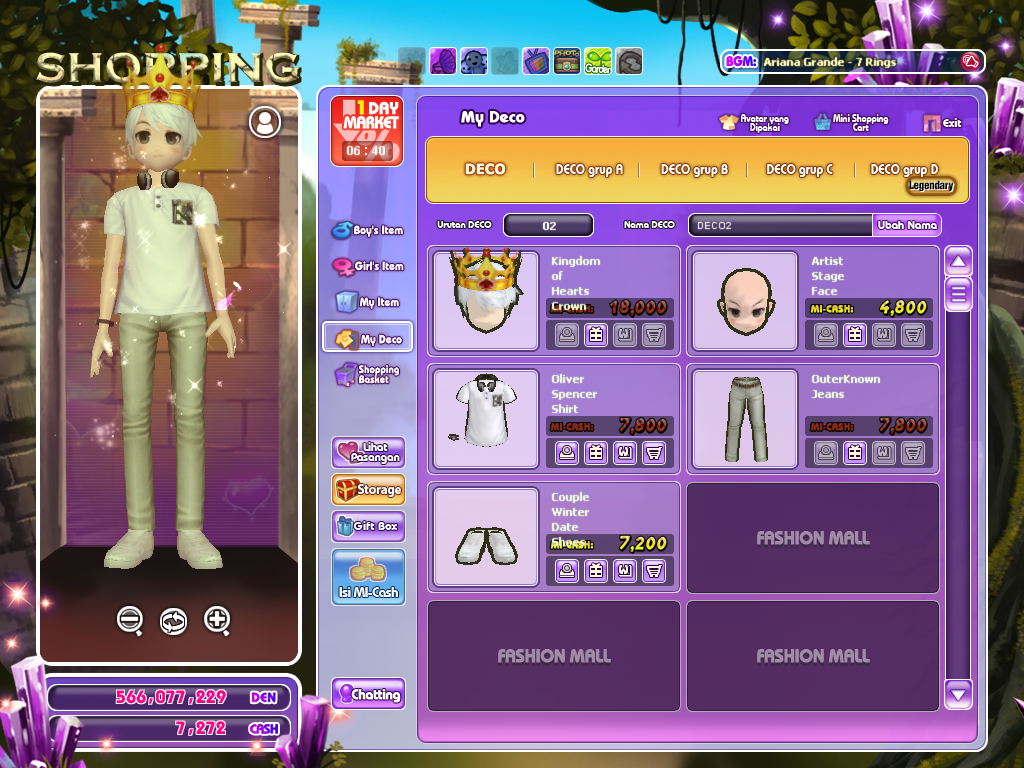 SHOPPING
PHOTO
Garden
BGM: Ariana Grande - 7 Rings
1 DAY
MARKET
06 : 40
My Deco
Avatar yang
Dipakai
Mini Shopping
Cart
Exit
DECO
DECO grup A
DECO grup B
DECO grup C
DECO grup D
Legendary
Urutan DECO
02
Nama DECO
DECO2
Ubah Nama
Boy's Item
Girl's Item
My Item
My Deco
Shopping
Basket
Lihat
Pasangan
Storage
Gift Box
Isi MI-Cash
Chatting
Kingdom
of
Hearts
Crown
18,000
Artist
Stage
Face
MI-CASH: 4,800
Oliver
Spencer
Shirt
MI-CASH: 7,800
OuterKnown
Jeans
MI-CASH: 7,800
Couple
Winter
Date
Shoes
MI-CASH: 7,200
FASHION MALL
FASHION MALL
FASHION MALL
566,077,229 DEN
7,272 CASH